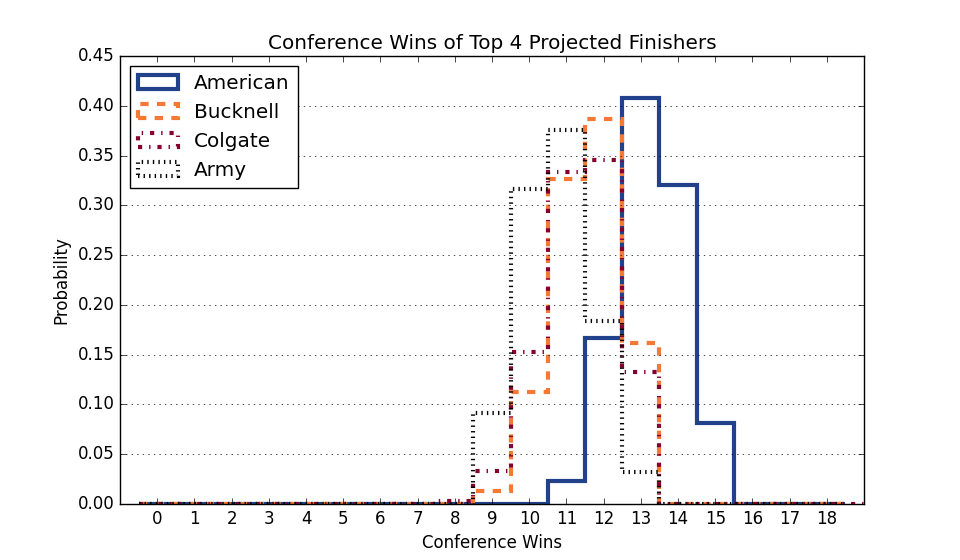 Conference Wins of Top 4 Projected Finishers
American
Bucknell
Colgate
Army
0.45
0.40
0.35
0.30
0.25
0.20
0.15
0.10
0.05
0.00
Probability
0 1 2 3 4 5 6 7 8 9 10 11 12 13 14 15 16 17 18
Conference Wins